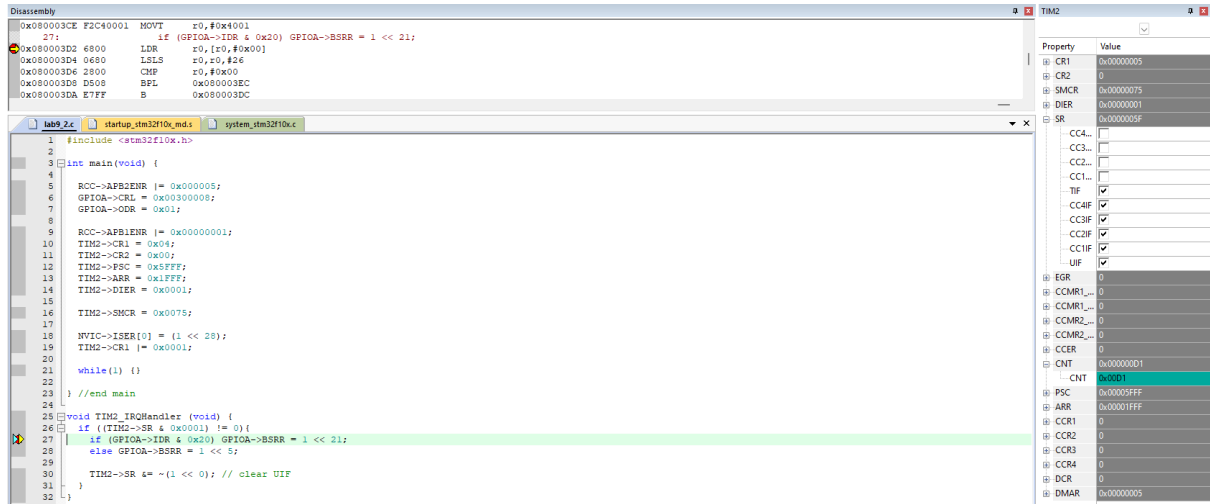 Disassembly
0x080003CE F2C40001 MOVT r0,#0x4001
27: if (GPIOA->IDR & 0x20) GPIOA->BSRR = 1 << 21;
0x080003D2 6800 LDR r0,[r0,#0x00]
0x080003D4 0680 LSLS r0,r0,#26
0x080003D6 2800 CMP r0,#0x00
0x080003D8 D508 BPL 0x080003EC
0x080003DA E7FF B 0x080003DC
lab9_2.c startup_stm32f10x_md.s system_stm32f10x.c
1 #include <stm32f10x.h>
2
3 int main(void) {
4
5 RCC->APB2ENR |= 0x000005;
6 GPIOA->CRL = 0x00300008;
7 GPIOA->ODR = 0x01;
8
9 RCC->APB1ENR |= 0x00000001;
10 TIM2->CR1 = 0x04;
11 TIM2->CR2 = 0x00;
12 TIM2->PSC = 0x5FFF;
13 TIM2->ARR = 0x1FFF;
14 TIM2->DIER = 0x0001;
15
16 TIM2->SMCR = 0x0075;
17
18 NVIC->ISER[0] = (1 << 28);
19 TIM2->CR1 |= 0x0001;
20
21 while(1) {}
22
23 } //end main
24
25 void TIM2_IRQHandler (void) {
26 if ((TIM2->SR & 0x0001) != 0){
27 if (GPIOA->IDR & 0x20) GPIOA->BSRR = 1 << 21;
28 else GPIOA->BSRR = 1 << 5;
29
30 TIM2->SR &= ~(1 << 0); // clear UIF
31 }
32 }
TIM2
Property Value
CR1 0x00000005
CR2 0
SMCR 0x00000075
DIER 0x00000001
SR 0x0000005F
CC4...
CC3...
CC2...
CC1...
TIF
CC4IF
CC3IF
CC2IF
CC1IF
UIF
EGR 0
CCMR1_... 0
CCMR1_... 0
CCMR2_... 0
CCMR2_... 0
CCER 0
CNT 0x000000D1
CNT 0x00D1
PSC 0x00005FFF
ARR 0x00001FFF
CCR1 0
CCR2 0
CCR3 0
CCR4 0
DCR 0
DMAR 0x00000005